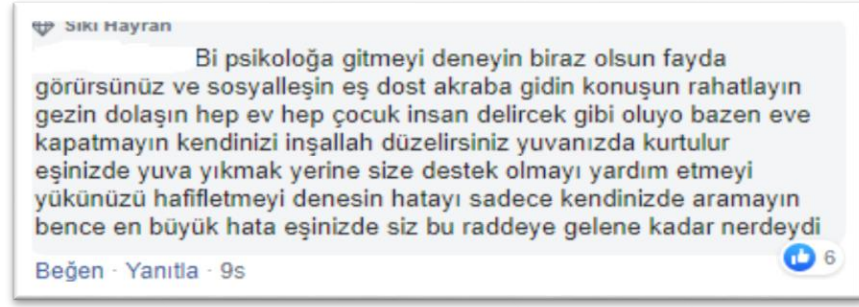 Sıkı Hayran
Bi psikoloğa gitmeyi deneyin biraz olsun fayda
görürsünüz ve sosyalleşin eş dost akraba gidin konuşun rahatlayın
gezin dolaşın hep ev hep çocuk insan delircek gibi oluyo bazen eve
kapatmayın kendinizi inşallah düzelirsiniz yuvanızda kurtulur
eşinizde yuva yıkmak yerine size destek olmayı yardım etmeyi
yükünüzü hafifletmeyi denesin hatayı sadece kendinizde aramayın
bence en büyük hata eşinizde siz bu raddeye gelene kadar nerdeydi
6
Beğen · Yanıtla · 9s